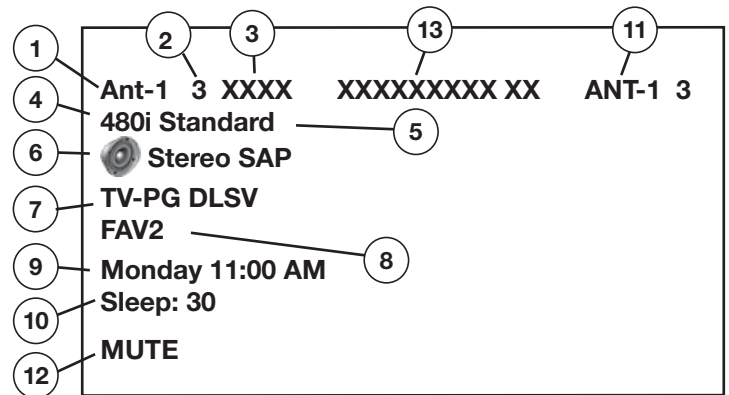 1 2 3 13 11
Ant-1 3 XXXX XXXXXXXXX XX ANT-1 3
4 480i Standard 5
6 Stereo SAP
7 TV-PG DLSV
FAV2 8
9 Monday 11:00 AM
10 Sleep: 30
12 MUTE